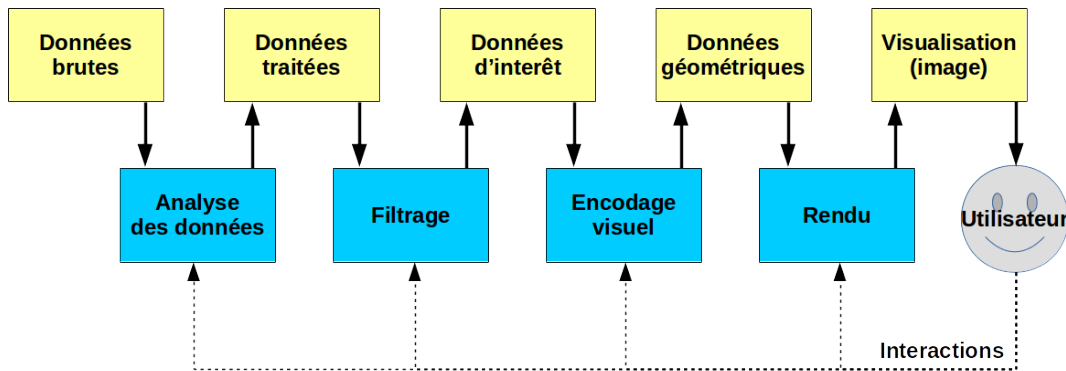 Données
brutes
Données
traitées
Données
d'interêt
Données
géométriques
Visualisation
(image)
Analyse
des données
Filtrage
Encodage
visuel
Rendu
Utilisateur
Interactions